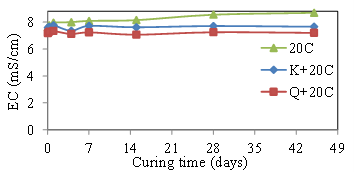 EC (mS/cm)
8
6
4
2
0
20C
K+20C
Q+20C
0 7 14 21 28 35 42 49
Curing time (days)